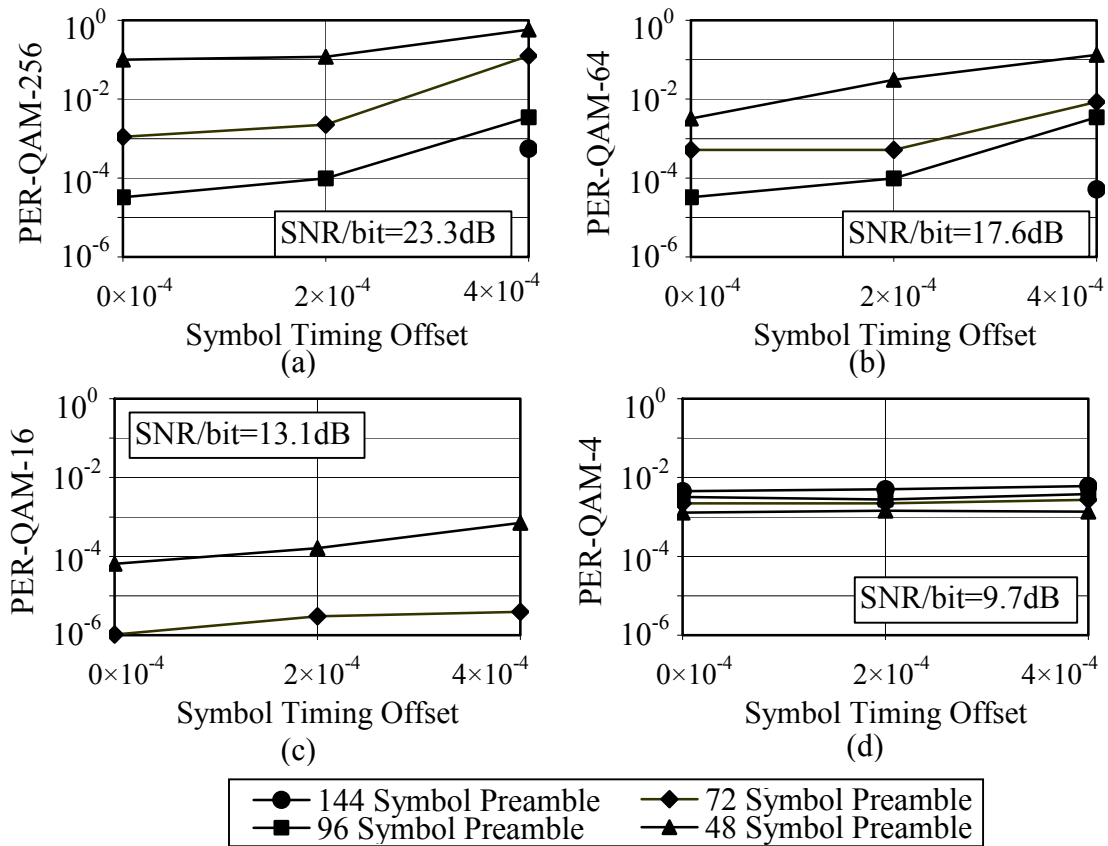 PER-QAM-256
10^0
10^-2
10^-4
10^-6
SNR/bit=23.3dB
0×10^-4
2×10^-4
4×10^-4
Symbol Timing Offset
(a)
PER-QAM-64
10^0
10^-2
10^-4
10^-6
SNR/bit=17.6dB
0×10^-4
2×10^-4
4×10^-4
Symbol Timing Offset
(b)
PER-QAM-16
10^0
10^-2
10^-4
10^-6
SNR/bit=13.1dB
0×10^-4
2×10^-4
4×10^-4
Symbol Timing Offset
(c)
PER-QAM-4
10^0
10^-2
10^-4
10^-6
SNR/bit=9.7dB
0×10^-4
2×10^-4
4×10^-4
Symbol Timing Offset
(d)
144 Symbol Preamble
72 Symbol Preamble
96 Symbol Preamble
48 Symbol Preamble